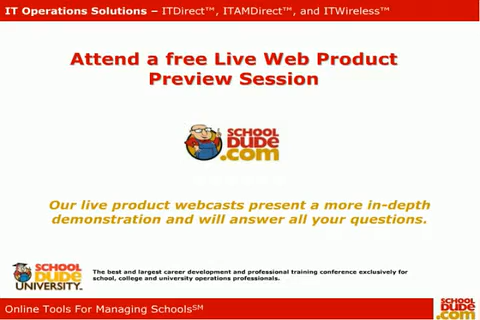 IT Operations Solutions – ITDirect™, ITAMDirect™, and ITWireless™
Attend a free Live Web Product
Preview Session
SCHOOL
DUDE
.COM
Our live product webcasts present a more in-depth
demonstration and will answer all your questions.
SCHOOL
DUDE
UNIVERSITY™
The best and largest career development and professional training conference exclusively for
school, college and university operations professionals.
Online Tools For Managing Schools℠
SCHOOL
DUDE
.COM